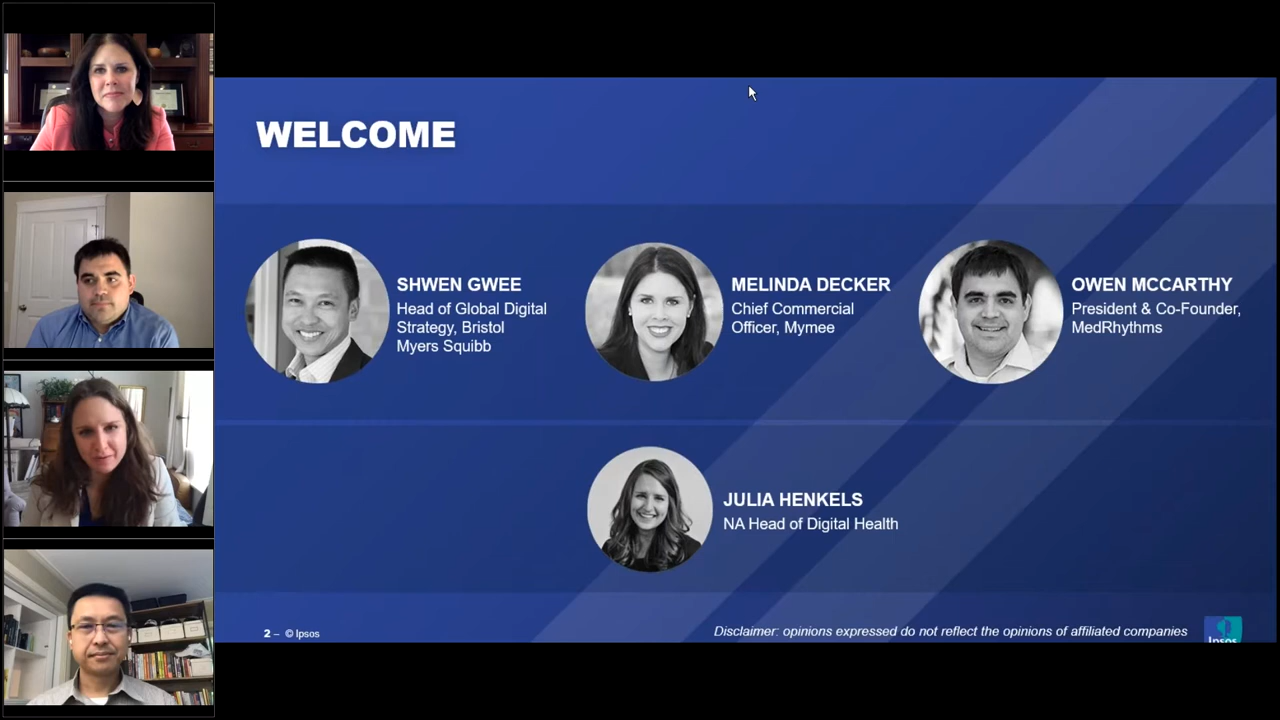 WELCOME
SHWEN GWEE
Head of Global Digital
Strategy, Bristol
Myers Squibb
MELINDA DECKER
Chief Commercial
Officer, Mymee
OWEN MCCARTHY
President & Co-Founder,
MedRhythms
JULIA HENKELS
NA Head of Digital Health
2 – © Ipsos
Disclaimer: opinions expressed do not reflect the opinions of affiliated companies
Ipsos